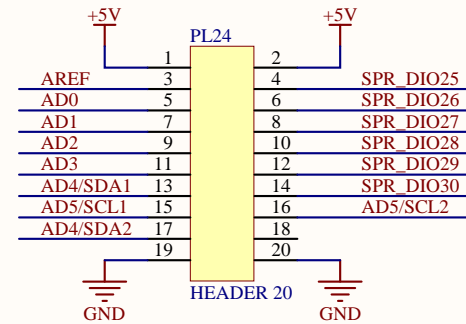 +5V +5V
PL24
1 2
AREF 3 4 SPR_DIO25
AD0 5 6 SPR_DIO26
AD1 7 8 SPR_DIO27
AD2 9 10 SPR_DIO28
AD3 11 12 SPR_DIO29
AD4/SDA1 13 14 SPR_DIO30
AD5/SCL1 15 16 AD5/SCL2
AD4/SDA2 17 18
19 20
HEADER 20
GND GND